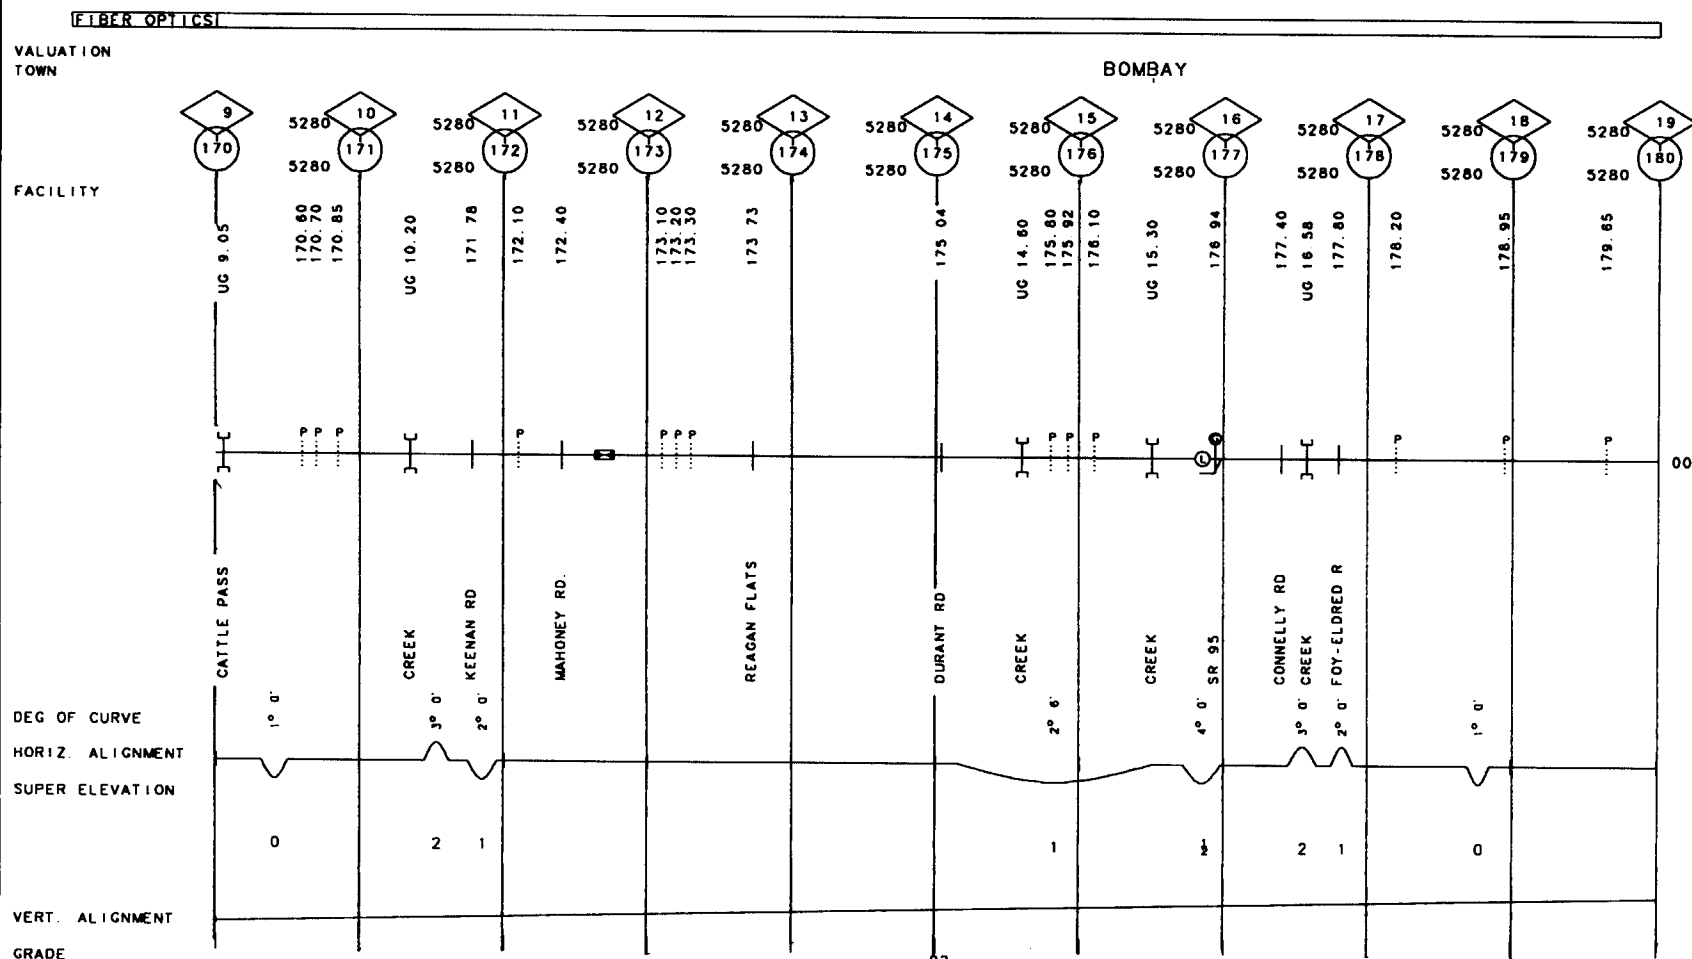 FIBER OPTICS
VALUATION
TOWN
BOMBAY
9 10 11 12 13 14 15 16 17 18 19
5280 5280 5280 5280 5280 5280 5280 5280 5280 5280
170 171 172 173 174 175 176 177 178 179 180
5280 5280 5280 5280 5280 5280 5280 5280 5280 5280
FACILITY
UG 9.05
170.60
170.70
170.85
UG 10.20
171 78
172.10
172.40
173.10
173.20
173.30
173 73
175 04
UG 14.60
175.80
175.92
176.10
UG 15.30
176 94
177.40
UG 16 58
177.80
178.20
178.95
179.65
P P P P P P P P P P P P P
L
00
CATTLE PASS
CREEK
KEENAN RD
MAHONEY RD.
REAGAN FLATS
DURANT RD
CREEK
CREEK
SR 95
CONNELLY RD
CREEK
FOY-ELDRED R
DEG OF CURVE
1° 0' 3° 0' 2° 0' 2° 6' 4° 0' 3° 0' 2° 0' 1° 0'
HORIZ. ALIGNMENT
SUPER ELEVATION
0 2 1 1 2 1 0
VERT. ALIGNMENT
GRADE